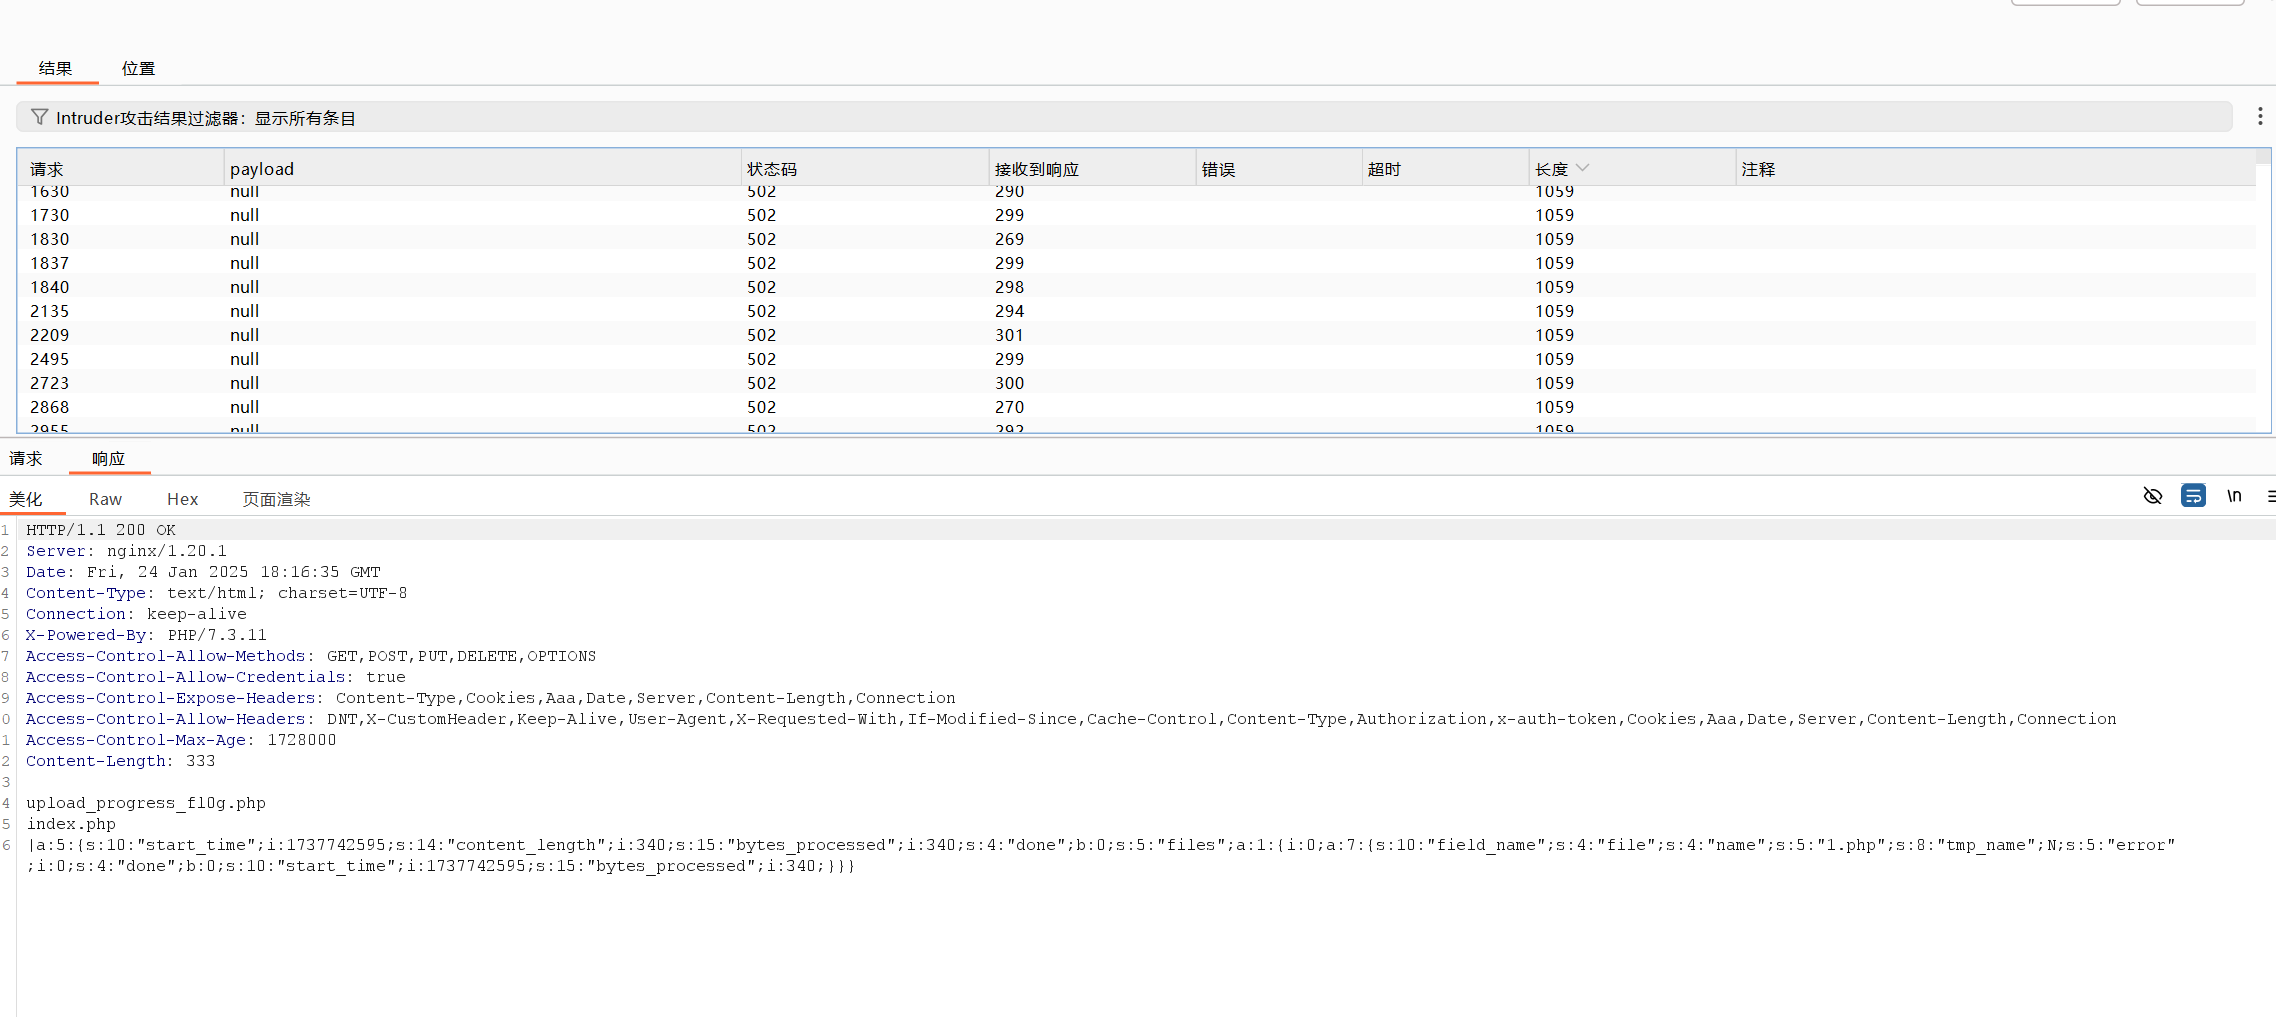 结果 位置
Intruder攻击结果过滤器：显示所有条目
请求 payload 状态码 接收到响应 错误 超时 长度 注释
1630 null 502 290 1059
1730 null 502 299 1059
1830 null 502 269 1059
1837 null 502 299 1059
1840 null 502 298 1059
2135 null 502 294 1059
2209 null 502 301 1059
2495 null 502 299 1059
2723 null 502 300 1059
2868 null 502 270 1059
2955 null 502 292 1059
请求 响应
美化 Raw Hex 页面渲染 \n
1 HTTP/1.1 200 OK
2 Server: nginx/1.20.1
3 Date: Fri, 24 Jan 2025 18:16:35 GMT
4 Content-Type: text/html; charset=UTF-8
5 Connection: keep-alive
6 X-Powered-By: PHP/7.3.11
7 Access-Control-Allow-Methods: GET,POST,PUT,DELETE,OPTIONS
8 Access-Control-Allow-Credentials: true
9 Access-Control-Expose-Headers: Content-Type,Cookies,Aaa,Date,Server,Content-Length,Connection
0 Access-Control-Allow-Headers: DNT,X-CustomHeader,Keep-Alive,User-Agent,X-Requested-With,If-Modified-Since,Cache-Control,Content-Type,Authorization,x-auth-token,Cookies,Aaa,Date,Server,Content-Length,Connection
1 Access-Control-Max-Age: 1728000
2 Content-Length: 333
3
4 upload_progress_fl0g.php
5 index.php
6 |a:5:{s:10:"start_time";i:1737742595;s:14:"content_length";i:340;s:15:"bytes_processed";i:340;s:4:"done";b:0;s:5:"files";a:1:{i:0;a:7:{s:10:"field_name";s:4:"file";s:4:"name";s:5:"1.php";s:8:"tmp_name";N;s:5:"error"
;i:0;s:4:"done";b:0;s:10:"start_time";i:1737742595;s:15:"bytes_processed";i:340;}}}